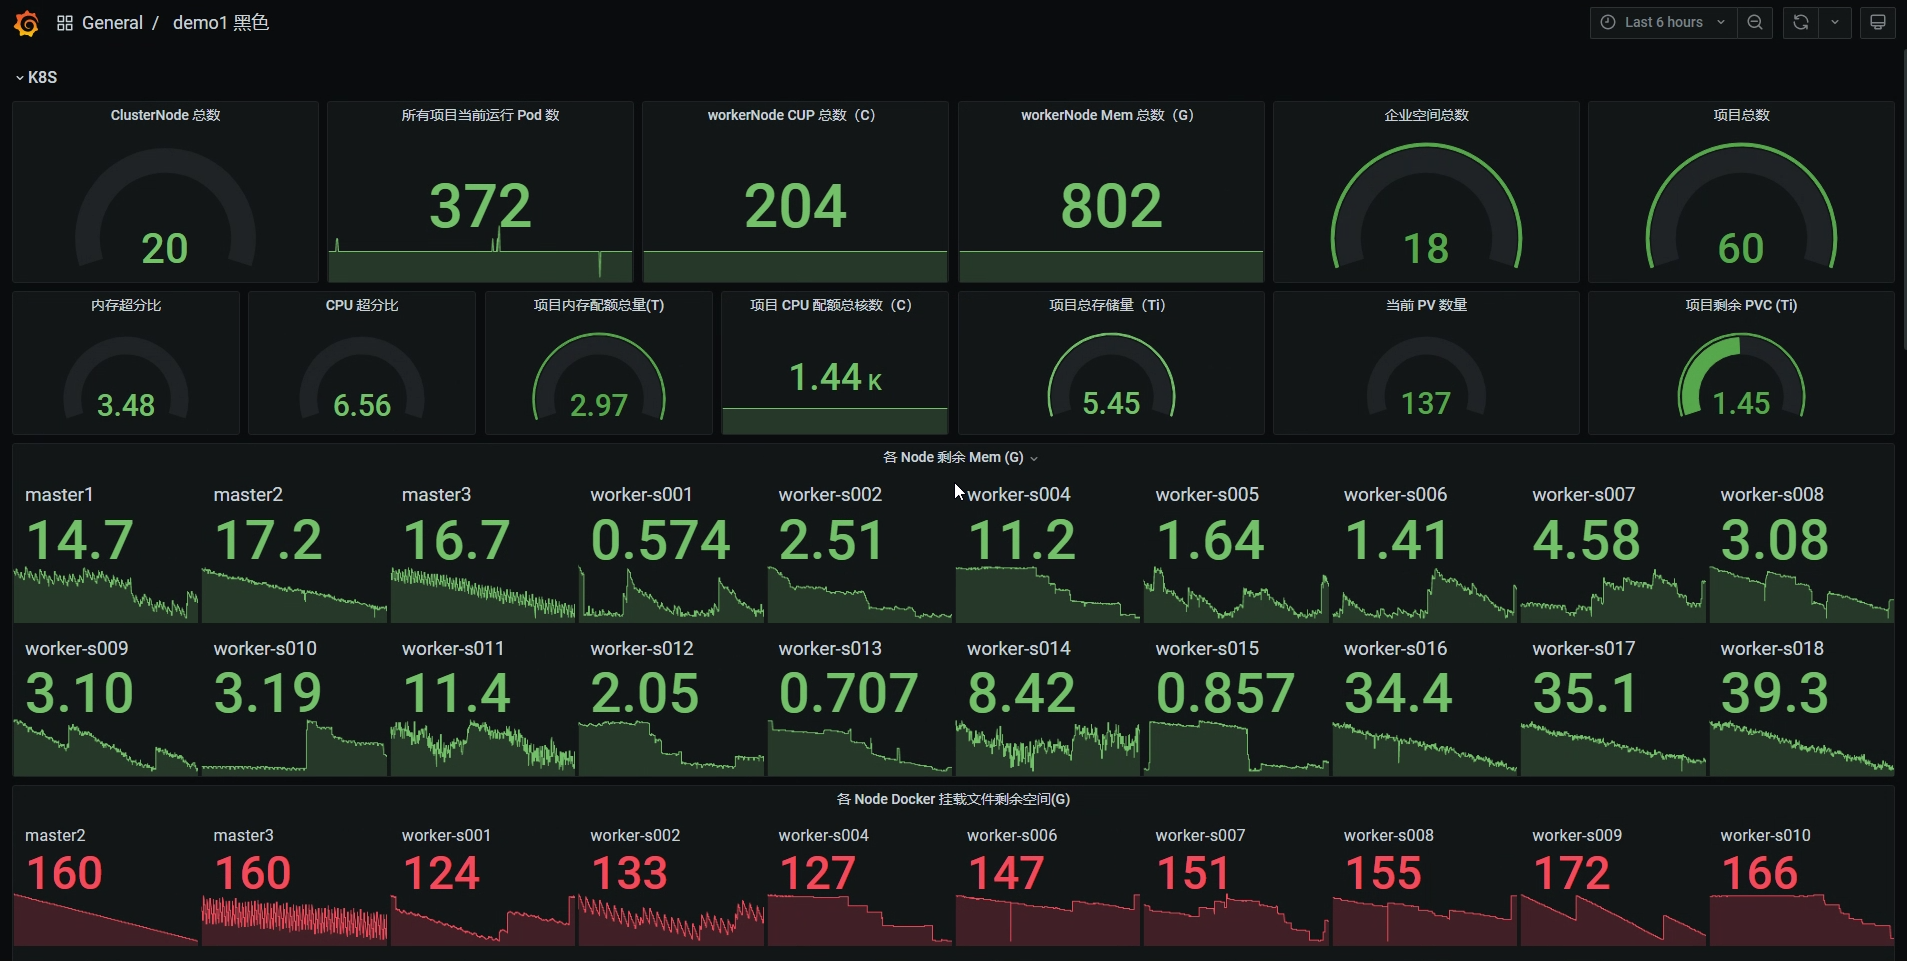 General / demo1 黑色
Last 6 hours
K8S
ClusterNode 总数
20
所有项目当前运行 Pod 数
372
workerNode CUP 总数（C）
204
workerNode Mem 总数（G）
802
企业空间总数
18
项目总数
60
内存超分比
3.48
CPU 超分比
6.56
项目内存配额总量(T)
2.97
项目 CPU 配额总核数（C）
1.44 K
项目总存储量（Ti）
5.45
当前 PV 数量
137
项目剩余 PVC (Ti)
1.45
各 Node 剩余 Mem (G)
master1 master2 master3 worker-s001 worker-s002 worker-s004 worker-s005 worker-s006 worker-s007 worker-s008
14.7 17.2 16.7 0.574 2.51 11.2 1.64 1.41 4.58 3.08
worker-s009 worker-s010 worker-s011 worker-s012 worker-s013 worker-s014 worker-s015 worker-s016 worker-s017 worker-s018
3.10 3.19 11.4 2.05 0.707 8.42 0.857 34.4 35.1 39.3
各 Node Docker 挂载文件剩余空间(G)
master2 master3 worker-s001 worker-s002 worker-s004 worker-s006 worker-s007 worker-s008 worker-s009 worker-s010
160 160 124 133 127 147 151 155 172 166